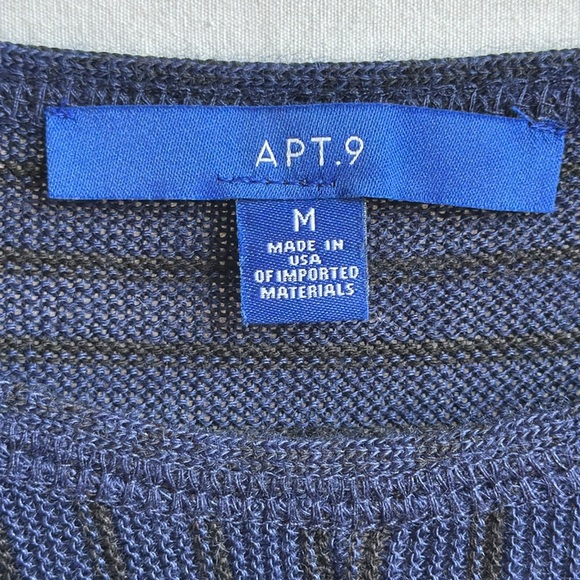 APT.9
M
MADE IN
USA
OF IMPORTED
MATERIALS